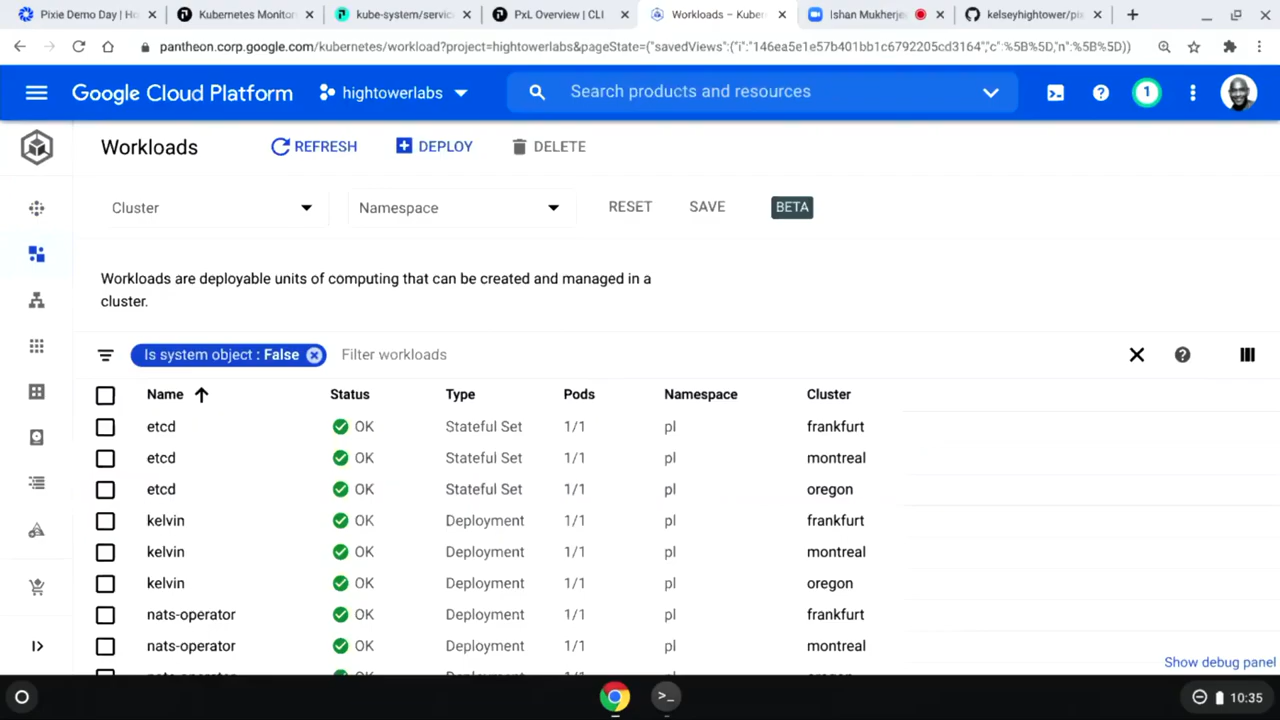 Pixie Demo Day |
Kubernetes Monitor
kube-system/servic
PxL Overview | CLI
Workloads – Kuber
Ishan Mukherje
kelseyhightower/pix
pantheon.corp.google.com/kubernetes/workload?project=hightowerlabs&pageState=("savedViews":("i":"146ea5e1e57b401bb1c6792205cd3164","c":%5B%5D,"n":%5B%5D))
Google Cloud Platform
hightowerlabs
Search products and resources
1
Workloads
REFRESH
DEPLOY
DELETE
Cluster
Namespace
RESET
SAVE
BETA
Workloads are deployable units of computing that can be created and managed in a
cluster.
Is system object : False
Filter workloads
Name Status Type Pods Namespace Cluster
etcd OK Stateful Set 1/1 pl frankfurt
etcd OK Stateful Set 1/1 pl montreal
etcd OK Stateful Set 1/1 pl oregon
kelvin OK Deployment 1/1 pl frankfurt
kelvin OK Deployment 1/1 pl montreal
kelvin OK Deployment 1/1 pl oregon
nats-operator OK Deployment 1/1 pl frankfurt
nats-operator OK Deployment 1/1 pl montreal
Show debug panel
10:35